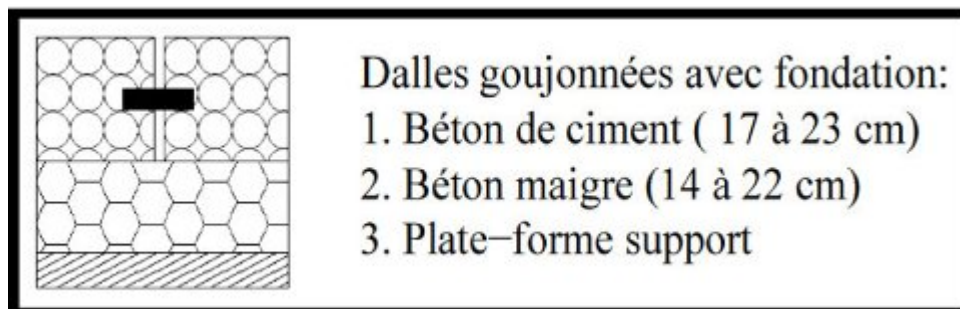 Dalles goujonnées avec fondation:
1. Béton de ciment ( 17 à 23 cm)
2. Béton maigre (14 à 22 cm)
3. Plate−forme support